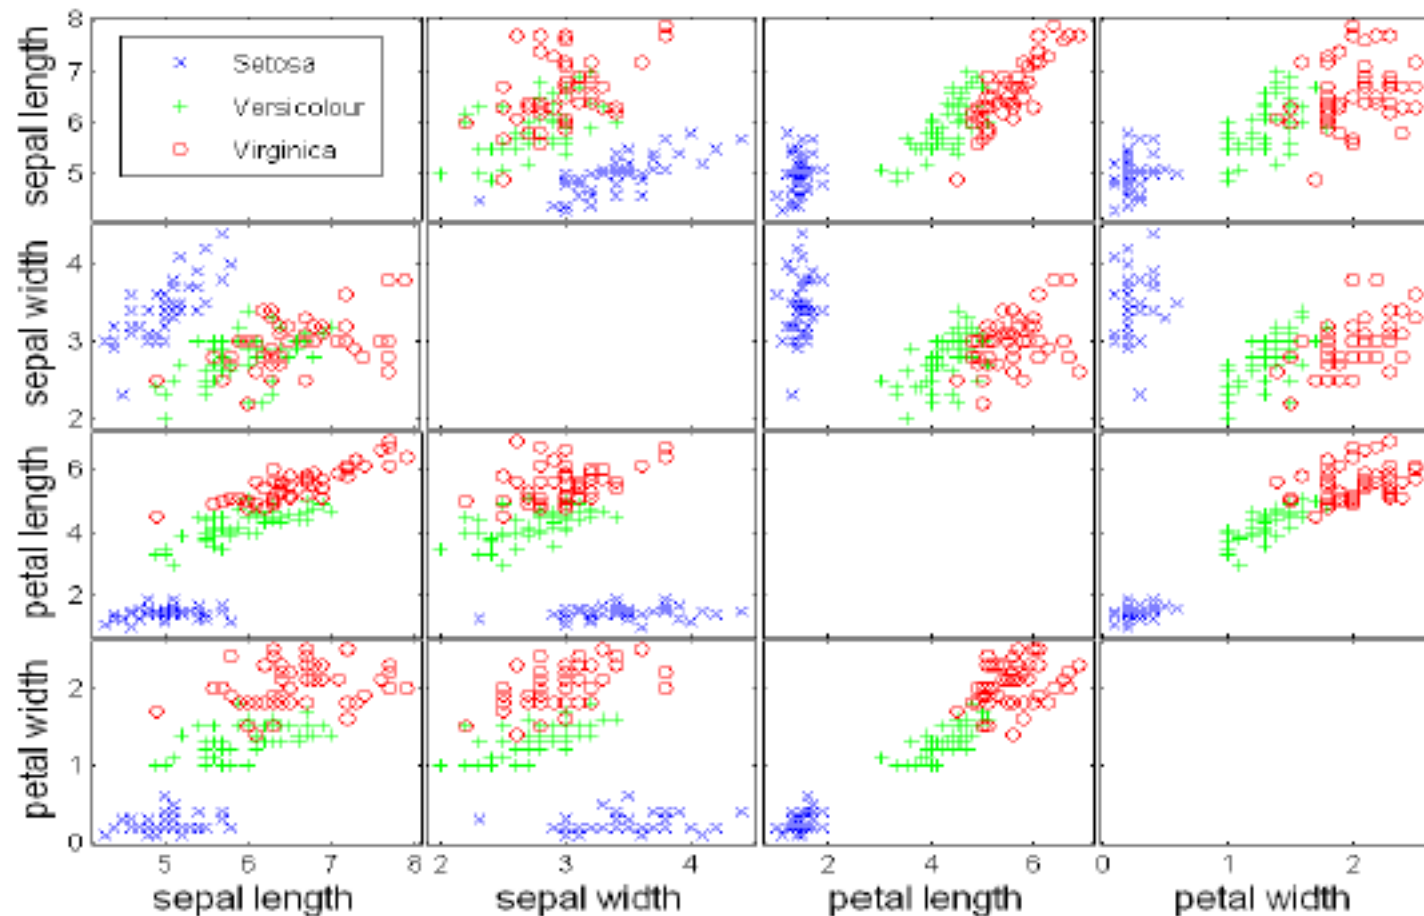 8
7
6
5
sepal length
Setosa
Versicolour
Virginica
4
3
2
sepal width
6
4
2
petal length
2
1
0
petal width
5 6 7 8 2 3 4 2 4 6 0 1 2
sepal length sepal width petal length petal width